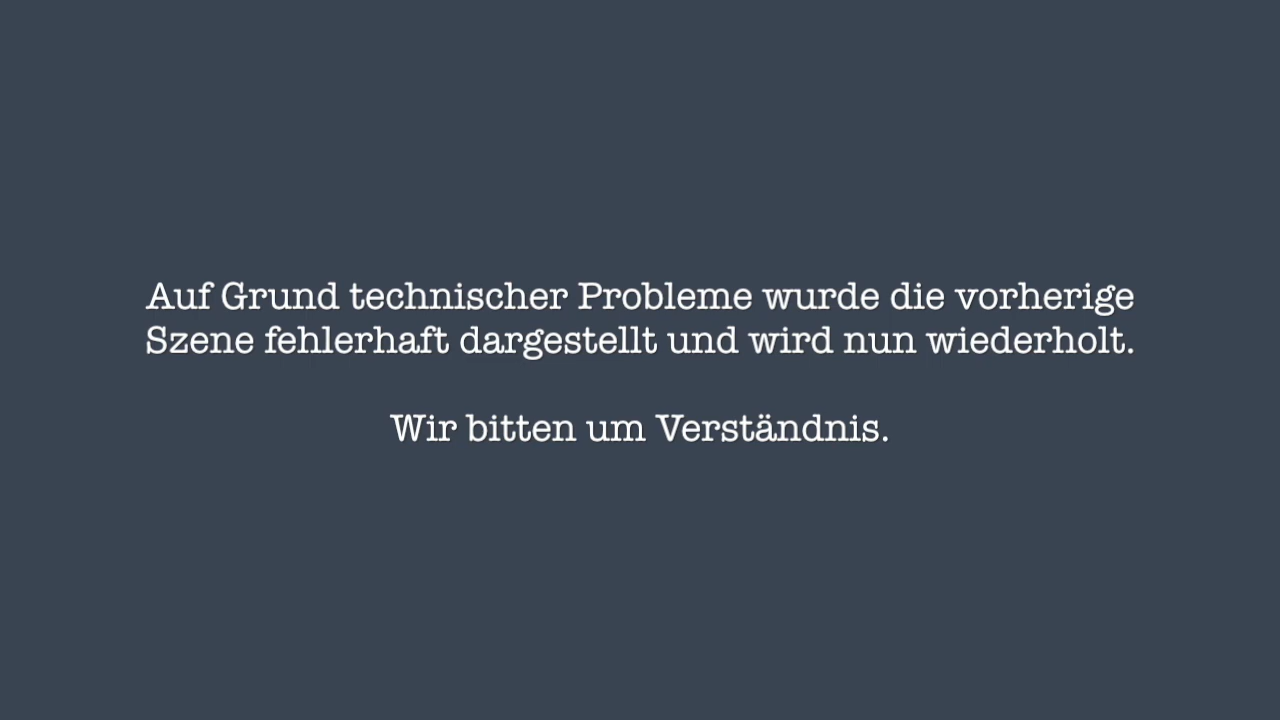 Auf Grund technischer Probleme wurde die vorherige
Szene fehlerhaft dargestellt und wird nun wiederholt.
Wir bitten um Verständnis.